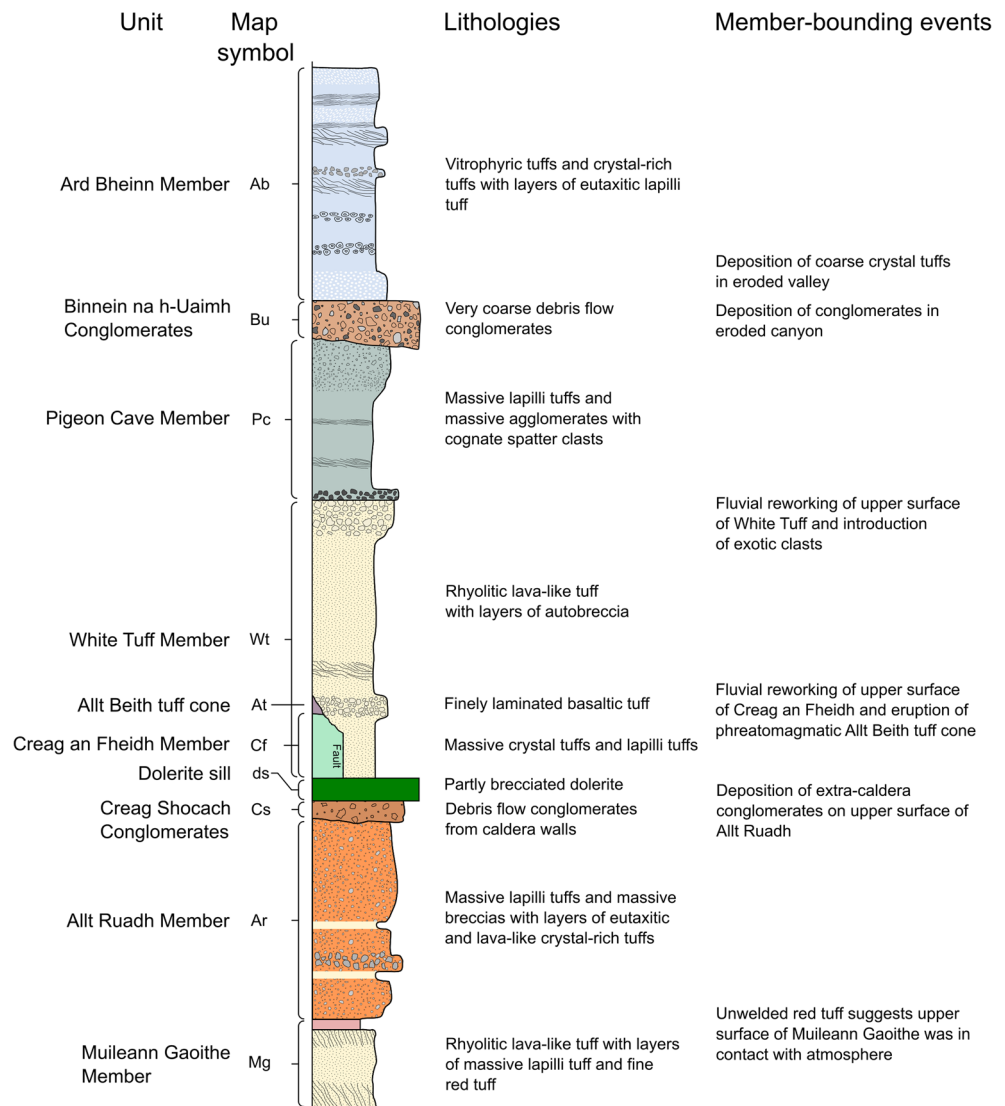 Unit
Map
symbol
Lithologies
Member-bounding events
Ard Bheinn Member
Ab
Vitrophyric tuffs and crystal-rich
tuffs with layers of eutaxitic lapilli
tuff
Deposition of coarse crystal tuffs
in eroded valley
Binnein na h-Uaimh
Conglomerates
Bu
Very coarse debris flow
conglomerates
Deposition of conglomerates in
eroded canyon
Pigeon Cave Member
Pc
Massive lapilli tuffs and
massive agglomerates with
cognate spatter clasts
Fluvial reworking of upper surface
of White Tuff and introduction
of exotic clasts
Rhyolitic lava-like tuff
with layers of autobreccia
White Tuff Member
Wt
Allt Beith tuff cone
At
Finely laminated basaltic tuff
Fluvial reworking of upper surface
of Creag an Fheidh and eruption of
phreatomagmatic Allt Beith tuff cone
Creag an Fheidh Member
Cf
Fault
Massive crystal tuffs and lapilli tuffs
Dolerite sill
ds
Partly brecciated dolerite
Creag Shocach
Conglomerates
Cs
Debris flow conglomerates
from caldera walls
Deposition of extra-caldera
conglomerates on upper surface of
Allt Ruadh
Allt Ruadh Member
Ar
Massive lapilli tuffs and massive
breccias with layers of eutaxitic
and lava-like crystal-rich tuffs
Unwelded red tuff suggests upper
surface of Muileann Gaoithe was in
contact with atmosphere
Muileann Gaoithe
Member
Mg
Rhyolitic lava-like tuff with layers
of massive lapilli tuff and fine
red tuff